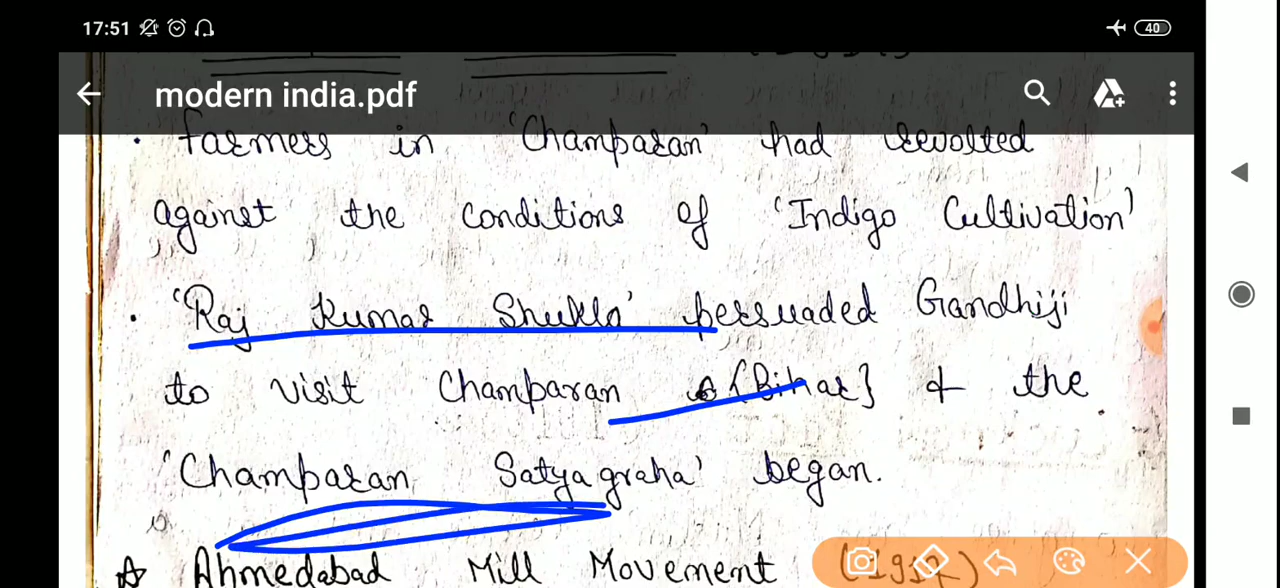 17:51
40
modern india.pdf
• Farmers in 'Champaran' had revolted
against the conditions of 'Indigo Cultivation'
• 'Raj Kumar Shukla' persuaded Gandhiji
to visit Champaran {Bihar} & the
'Champaran Satyagraha' began.
☆ Ahmedabad Mill Movement